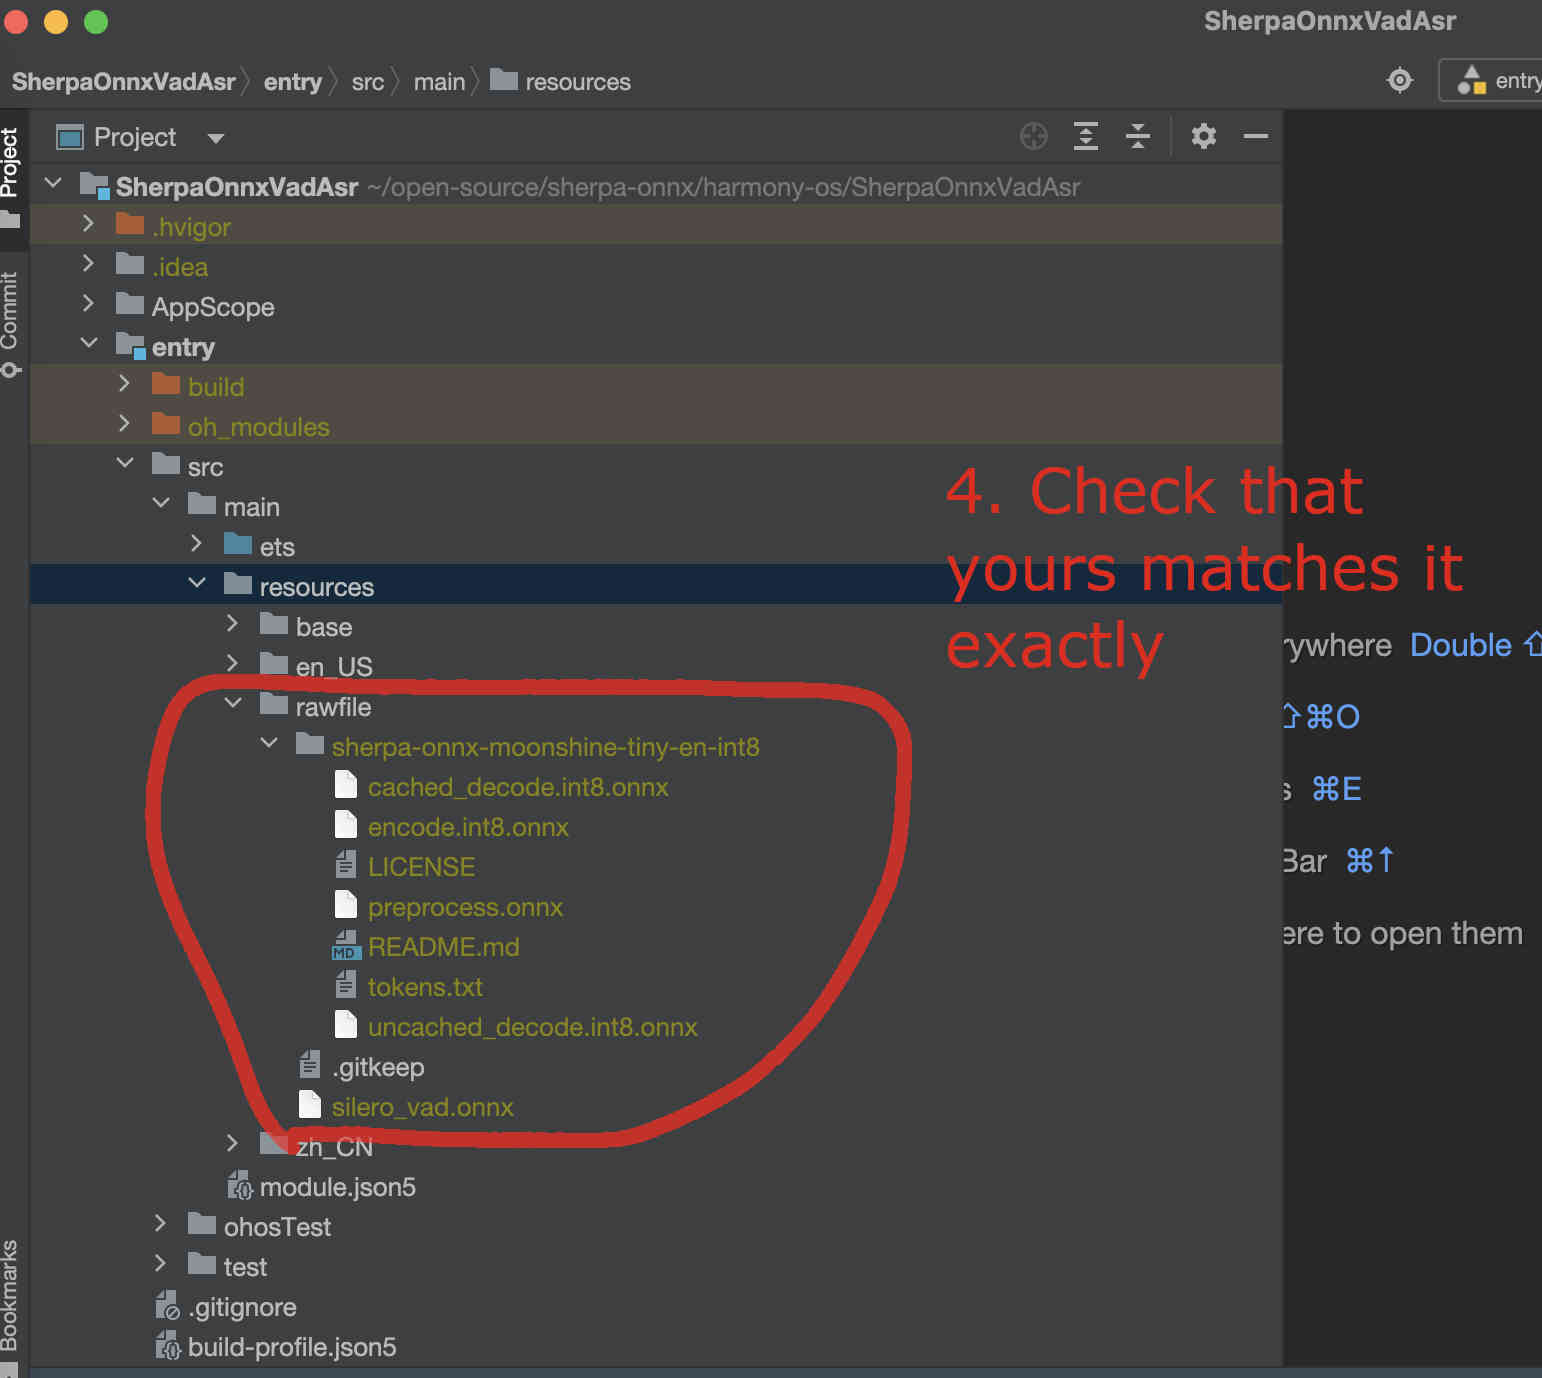 SherpaOnnxVadAsr
SherpaOnnxVadAsr entry src main resources
entry
Project
Project
Commit
Bookmarks
SherpaOnnxVadAsr ~/open-source/sherpa-onnx/harmony-os/SherpaOnnxVadAsr
.hvigor
.idea
AppScope
entry
build
oh_modules
src
main
ets
resources
base
en_US
rawfile
sherpa-onnx-moonshine-tiny-en-int8
cached_decode.int8.onnx
encode.int8.onnx
LICENSE
preprocess.onnx
MD README.md
tokens.txt
uncached_decode.int8.onnx
.gitkeep
silero_vad.onnx
zh_CN
module.json5
ohosTest
test
.gitignore
build-profile.json5
4. Check that
yours matches it
exactly
rywhere Double ⇧
⇧⌘O
s ⌘E
Bar ⌘↑
ere to open them